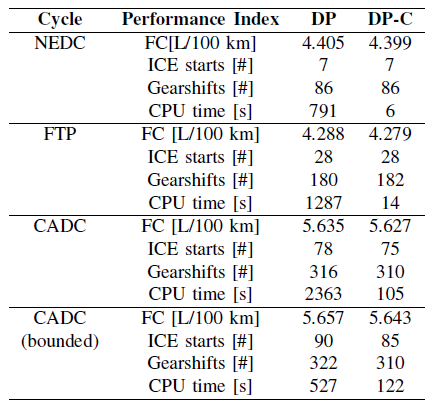 Cycle Performance Index DP DP-C
NEDC FC[L/100 km] 4.405 4.399
ICE starts [#] 7 7
Gearshifts [#] 86 86
CPU time [s] 791 6
FTP FC [L/100 km] 4.288 4.279
ICE starts [#] 28 28
Gearshifts [#] 180 182
CPU time [s] 1287 14
CADC FC [L/100 km] 5.635 5.627
ICE starts [#] 78 75
Gearshifts [#] 316 310
CPU time [s] 2363 105
CADC FC [L/100 km] 5.657 5.643
(bounded) ICE starts [#] 90 85
Gearshifts [#] 322 310
CPU time [s] 527 122